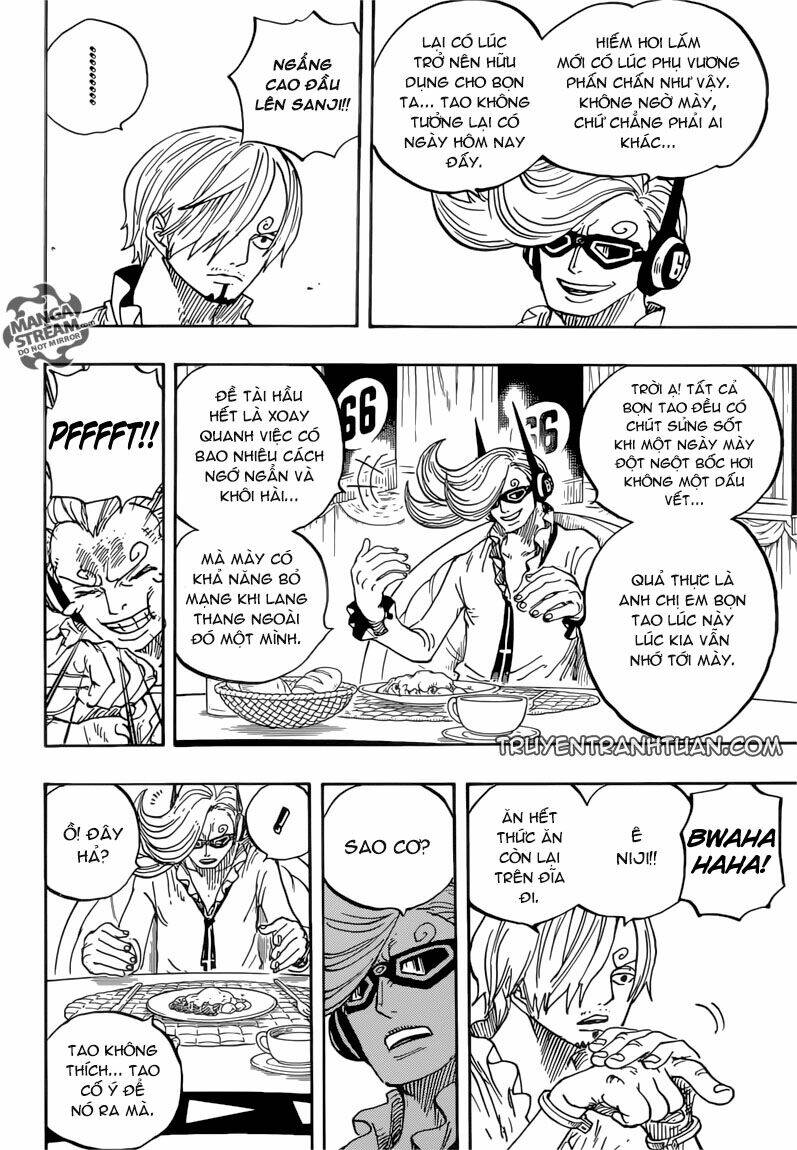 HIẾM HOI LẮM
MỚI CÓ LÚC PHỤ VƯƠNG
PHẤN CHẤN NHƯ VẬY.
KHÔNG NGỜ MÀY,
CHỨ CHẲNG PHẢI AI
KHÁC...
LẠI CÓ LÚC
TRỞ NÊN HỮU
DỤNG CHO BỌN
TA... TAO KHÔNG
TƯỞNG LẠI CÓ
NGÀY HÔM NAY
ĐẤY.
66
NGẨNG
CAO ĐẦU
LÊN SANJI!!
..........
MANGA
STREAM.com
DO NOT MIRROR
TRỜI Ạ! TẤT CẢ
BỌN TAO ĐỀU CÓ
CHÚT SỬNG SỐT
KHI MỘT NGÀY MÀY
ĐỘT NGỘT BỐC HƠI
KHÔNG MỘT DẤU
VẾT...
QUẢ THỰC LÀ
ANH CHỊ EM BỌN
TAO LÚC NÀY
LÚC KIA VẪN
NHỚ TỚI MÀY.
66
66
ĐỀ TÀI HẦU
HẾT LÀ XOAY
QUANH VIỆC CÓ
BAO NHIÊU CÁCH
NGỚ NGẨN VÀ
KHÔI HÀI...
MÀ MÀY CÓ
KHẢ NĂNG BỎ
MẠNG KHI LANG
THANG NGOÀI
ĐÓ MỘT MÌNH.
PFFFFFT!!
TRUYENTRANHTUAN.COM
BWAHA
HAHA!
Ê
NIJI!!
ĂN HẾT
THỨC ĂN
CÒN LẠI
TRÊN ĐĨA
ĐI.
SAO CƠ?
!
Ồ! ĐÂY
HẢ?
TAO KHÔNG
THÍCH... TAO
CỐ Ý ĐỂ
NÓ RA MÀ.